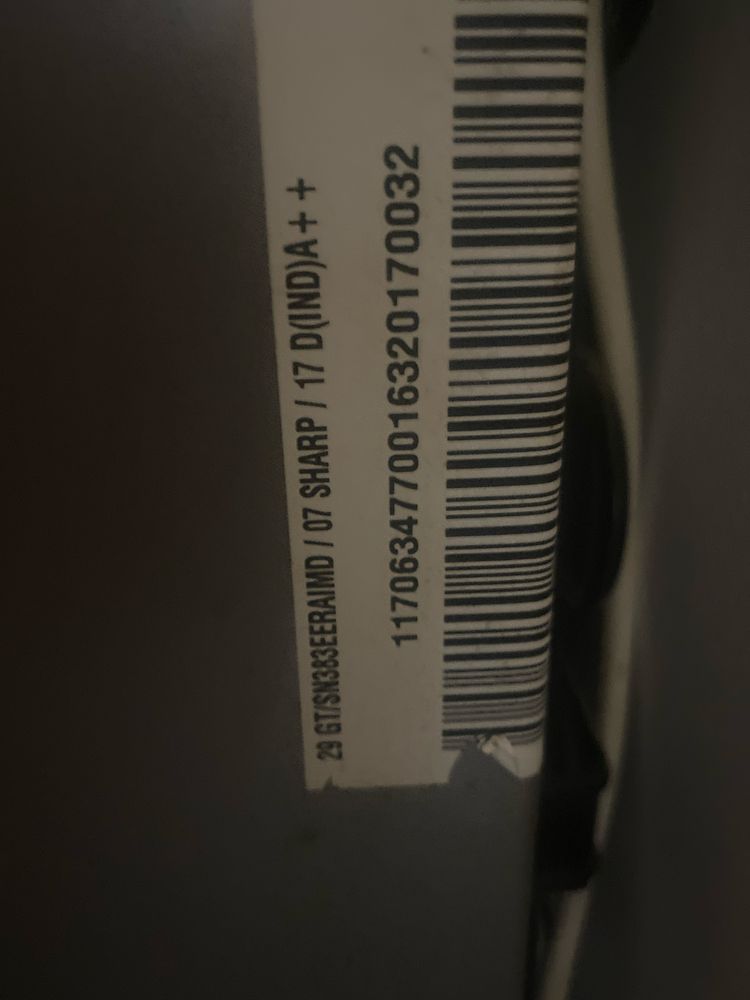 29 GT/SN383EERAIMD / 07 SHARP / 17 D(IND)A++
1170634770016320170032